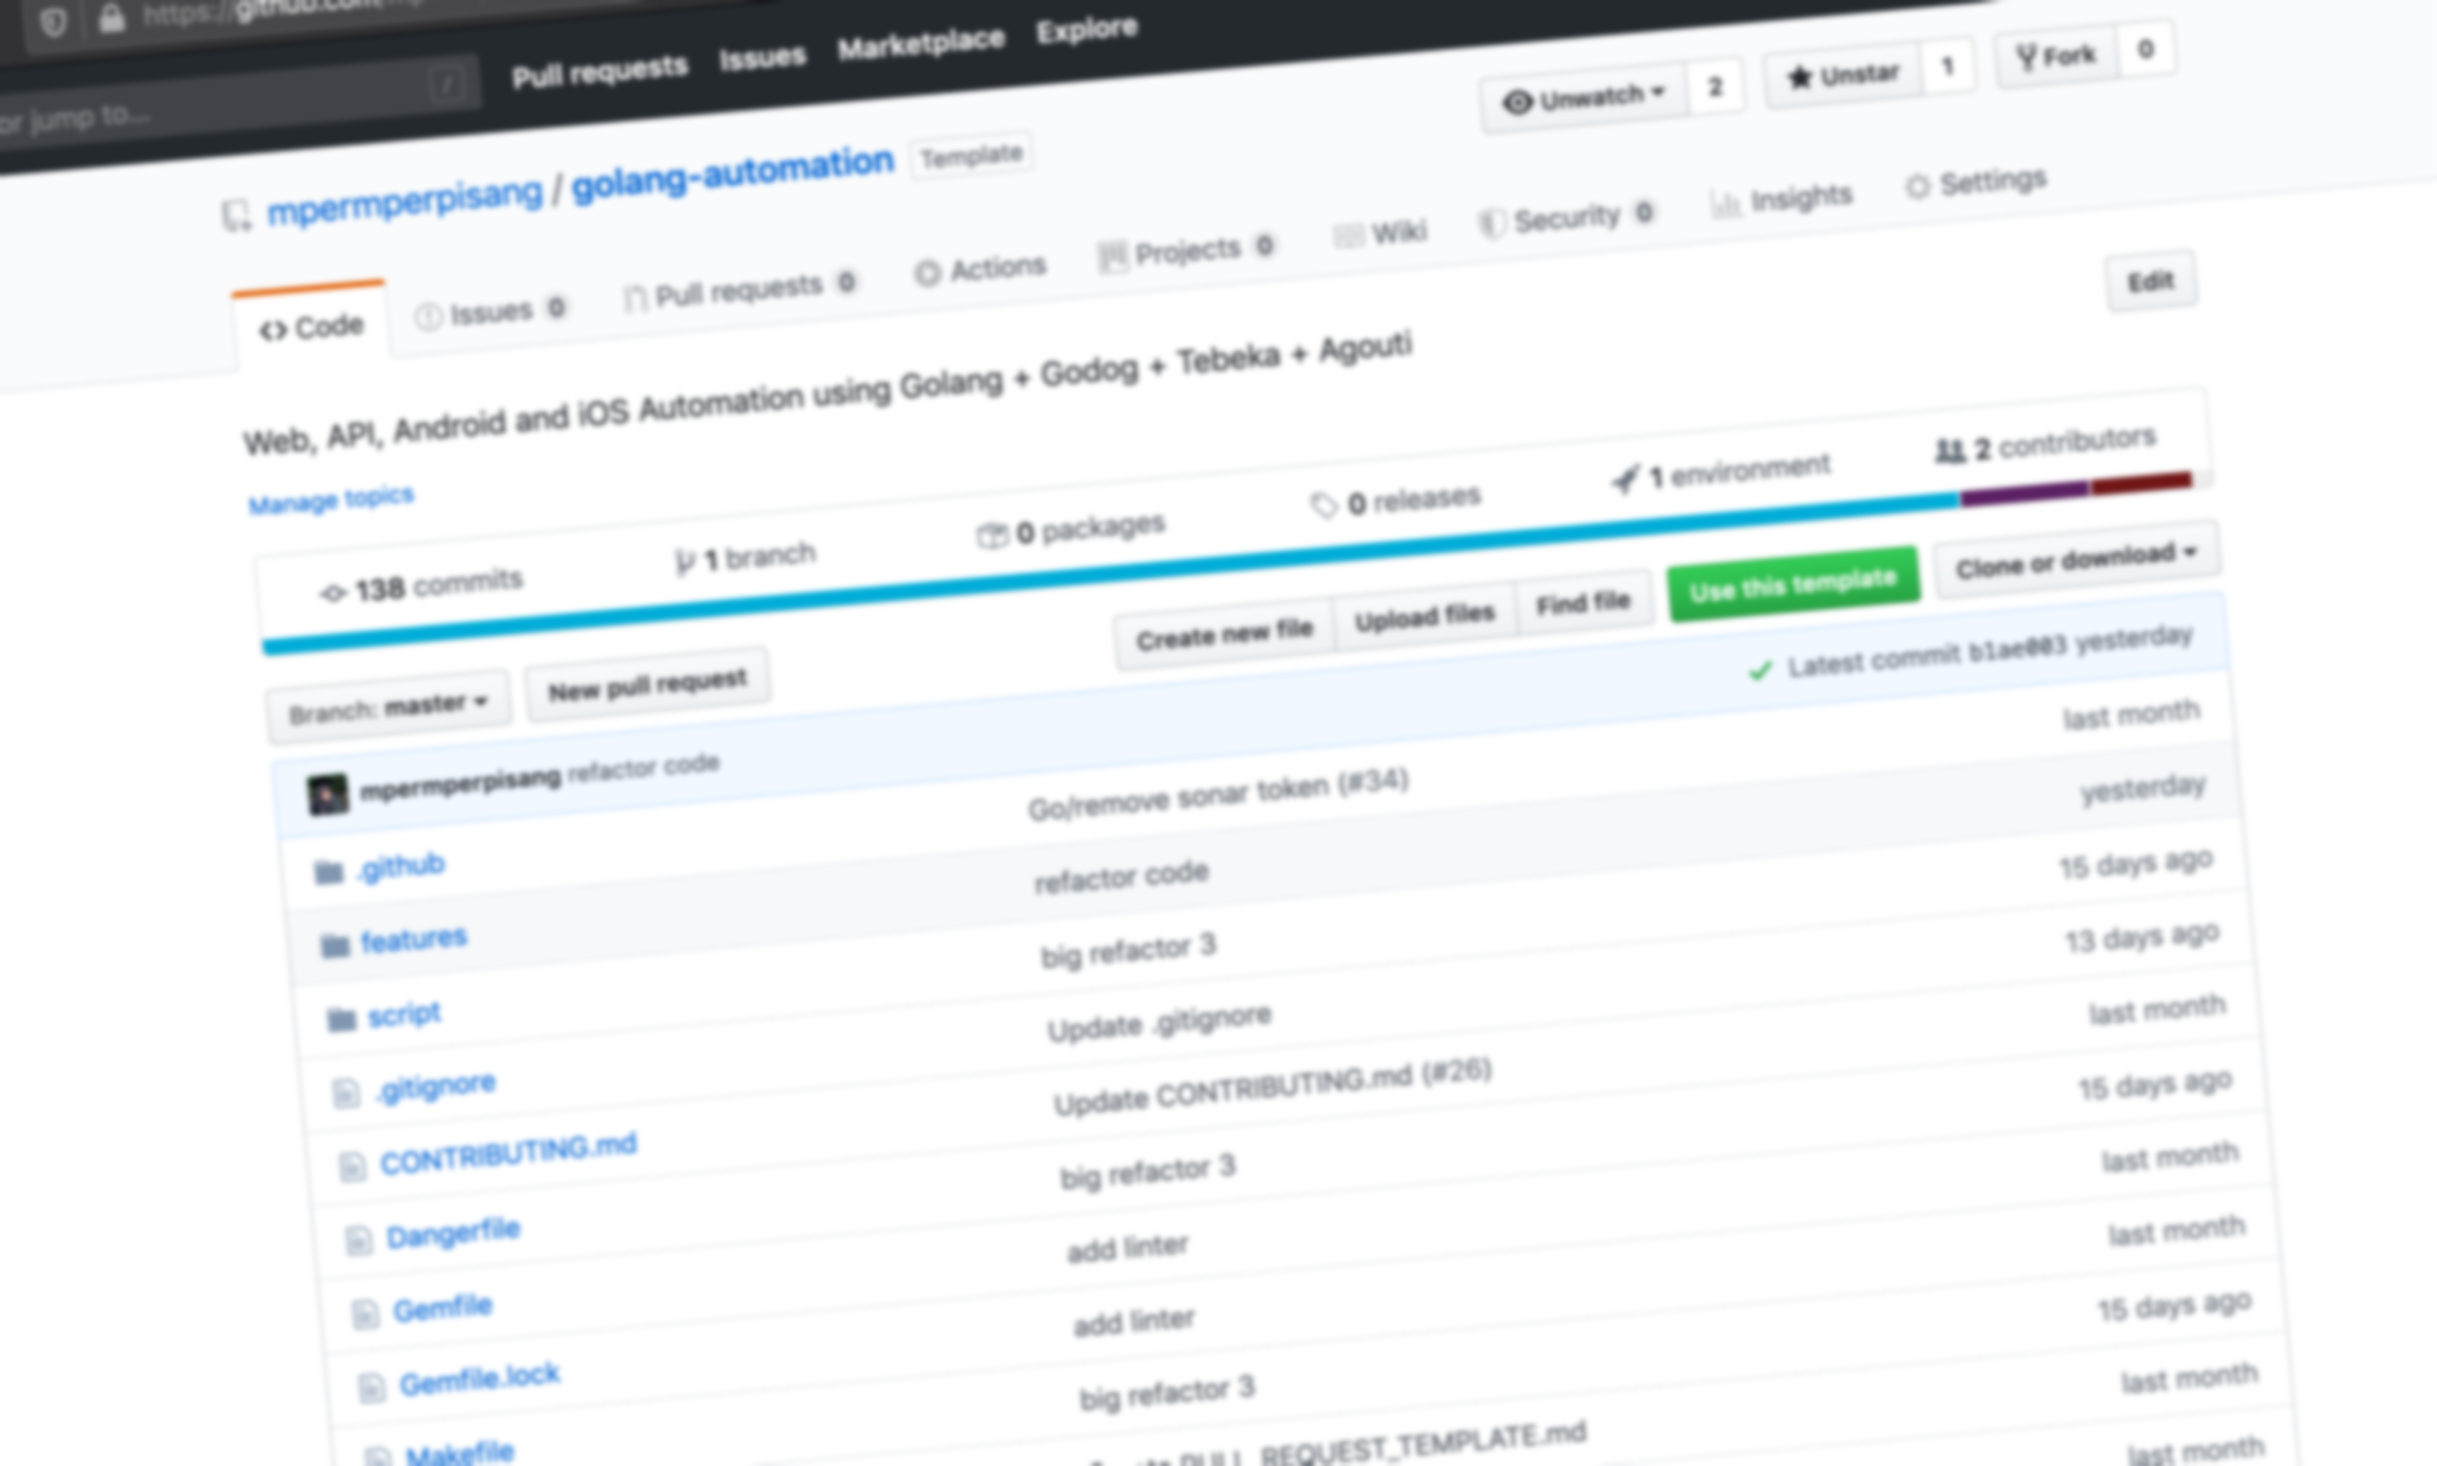 https://github.com/
or jump to... /
Pull requests Issues Marketplace Explore
mpermperpisang / golang-automation Template
Unwatch 2 Unstar 1 Fork 0
Code Issues 0 Pull requests 0 Actions Projects 0 Wiki Security 0 Insights Settings
Web, API, Android and iOS Automation using Golang + Godog + Tebeka + Agouti Edit
Manage topics
138 commits 1 branch 0 packages 0 releases 1 environment 2 contributors
Branch: master New pull request Create new file Upload files Find file Use this template Clone or download
mpermperpisang refactor code Latest commit b1ae003 yesterday
.github Go/remove sonar token (#34) last month
features refactor code yesterday
script big refactor 3 15 days ago
.gitignore Update .gitignore 13 days ago
CONTRIBUTING.md Update CONTRIBUTING.md (#26) last month
Dangerfile big refactor 3 15 days ago
Gemfile add linter last month
Gemfile.lock add linter last month
Makefile big refactor 3 15 days ago
PULL_REQUEST_TEMPLATE.md last month
last month